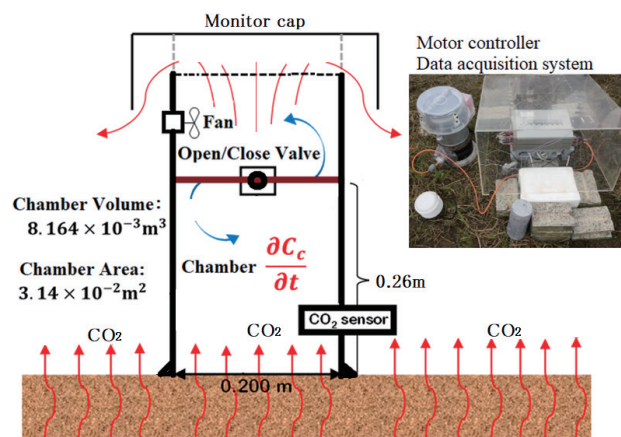 Monitor cap
Motor controller
Data acquisition system
Fan
Open/Close Valve
Chamber Volume:
8.164 × 10⁻³m³
Chamber ∂C_c/∂t
Chamber Area:
3.14 × 10⁻²m²
0.26m
CO₂ sensor
CO₂
CO₂
CO₂
0.200 m